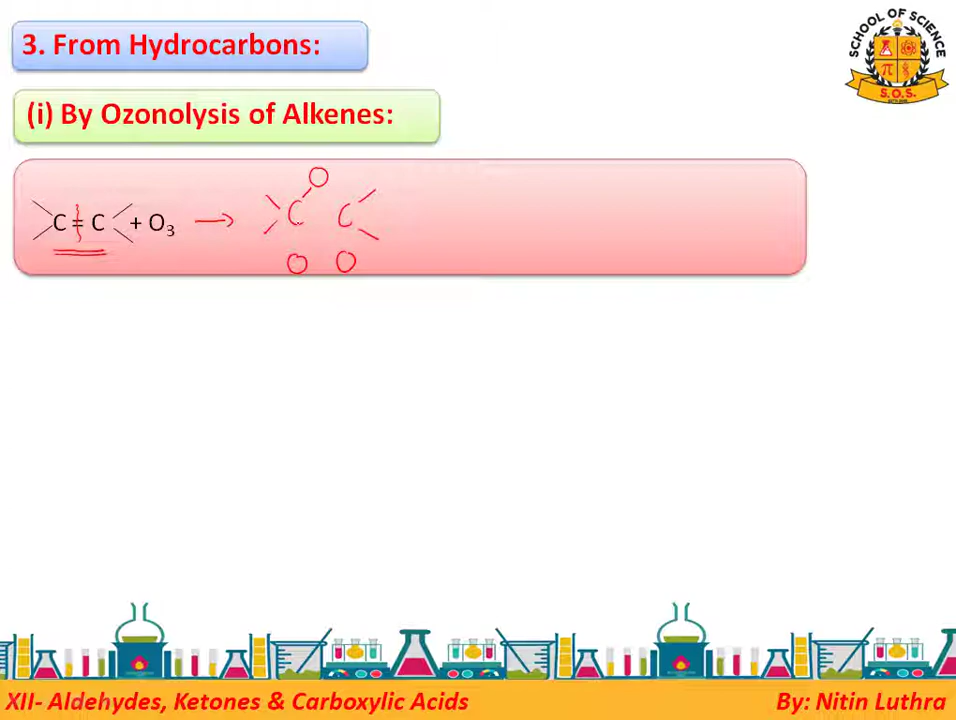 3. From Hydrocarbons:
SCHOOL OF SCIENCE
π
S.O.S.
(i) By Ozonolysis of Alkenes:
O
C = C + O₃ → C C
O O
XII- Aldehydes, Ketones & Carboxylic Acids
By: Nitin Luthra